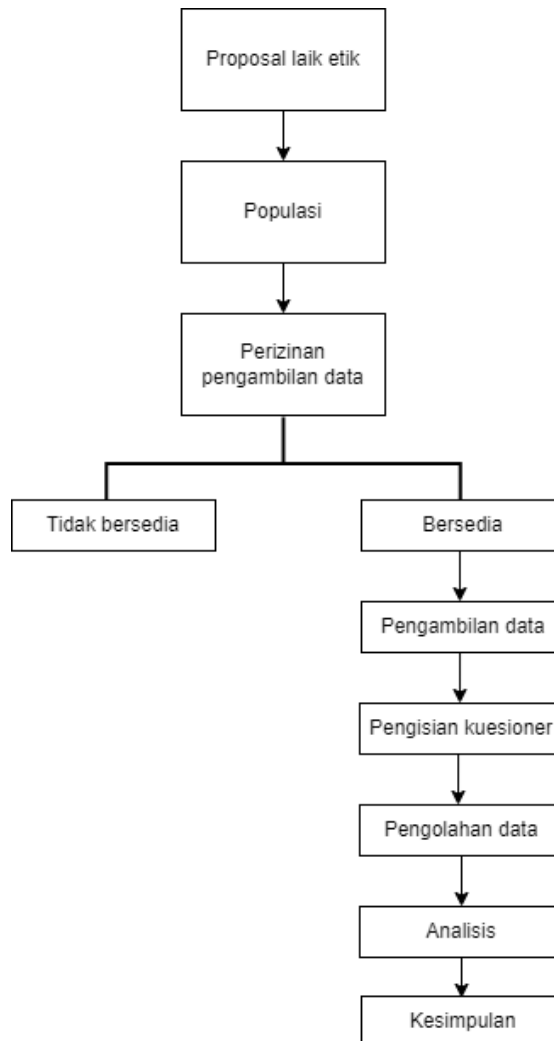 Proposal laik etik
Populasi
Perizinan
pengambilan data
Tidak bersedia
Bersedia
Pengambilan data
Pengisian kuesioner
Pengolahan data
Analisis
Kesimpulan